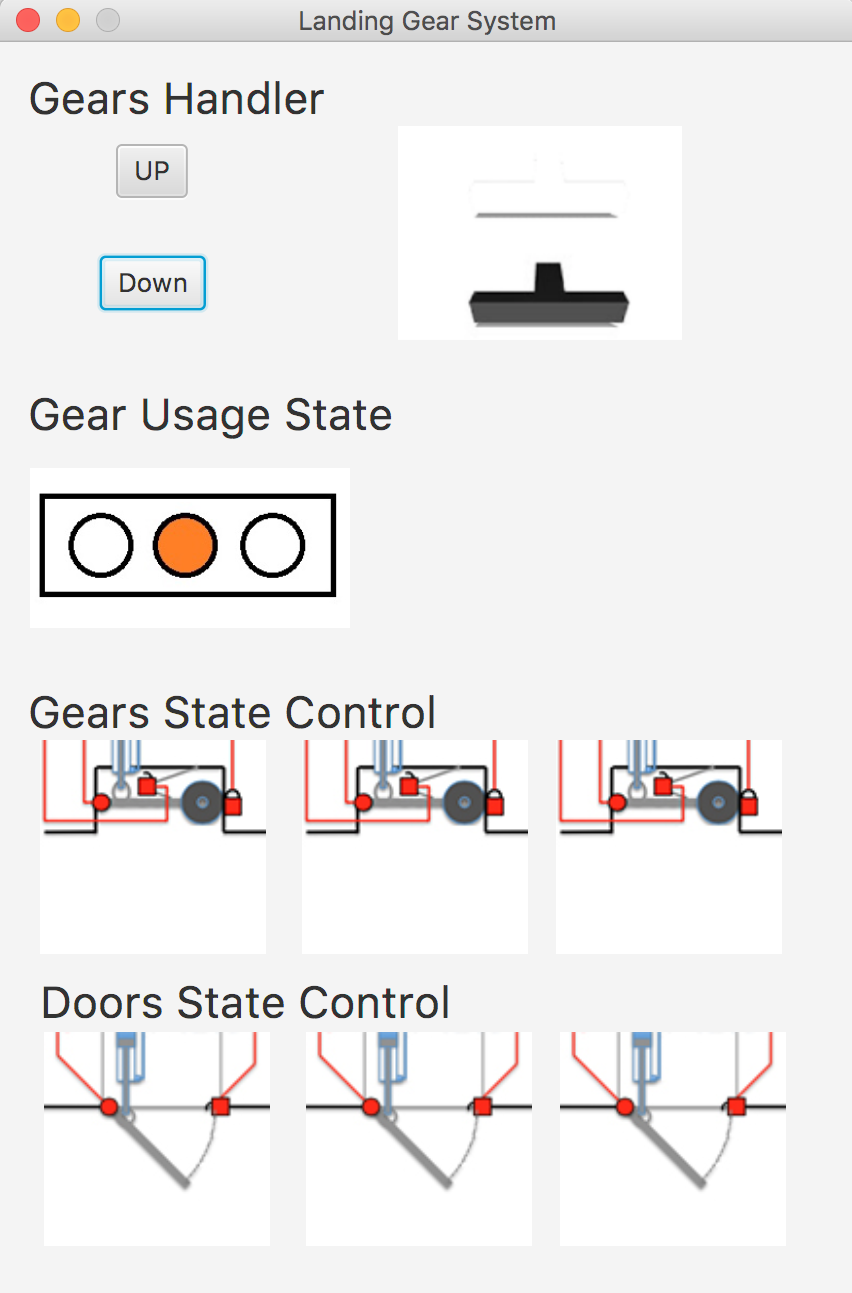 Landing Gear System
Gears Handler
UP
Down
Gear Usage State
Gears State Control
Doors State Control